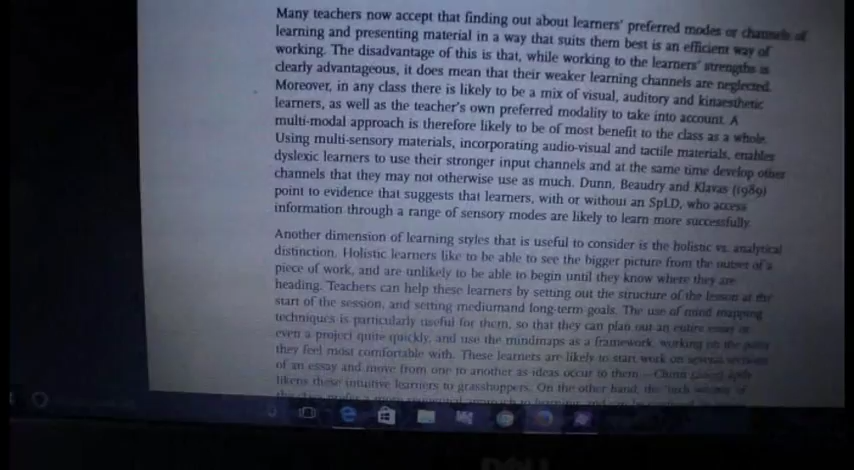 Many teachers now accept that finding out about learners' preferred modes or channels of
learning and presenting material in a way that suits them best is an efficient way of
working. The disadvantage of this is that, while working to the learners' strengths is
clearly advantageous, it does mean that their weaker learning channels are neglected.
Moreover, in any class there is likely to be a mix of visual, auditory and kinaesthetic
learners, as well as the teacher's own preferred modality to take into account. A
multi-modal approach is therefore likely to be of most benefit to the class as a whole.
Using multi-sensory materials, incorporating audio-visual and tactile materials, enables
dyslexic learners to use their stronger input channels and at the same time develop other
channels that they may not otherwise use as much. Dunn, Beaudry and Klavas (1989)
point to evidence that suggests that learners, with or without an SpLD, who access
information through a range of sensory modes are likely to learn more successfully.
Another dimension of learning styles that is useful to consider is the holistic vs. analytical
distinction. Holistic learners like to be able to see the bigger picture from the outset of a
piece of work, and are unlikely to be able to begin until they know where they are
heading. Teachers can help these learners by setting out the structure of the lesson at the
start of the session, and setting mediumand long-term goals. The use of mind mapping
techniques is particularly useful for them, so that they can plan out an entire essay or
even a project quite quickly, and use the mindmaps as a framework, working on the parts
they feel most comfortable with. These learners are likely to start work on several sections
of an essay and move from one to another as ideas occur to them – Chinn
likens these intuitive learners to grasshoppers. On the other hand, the
DELL